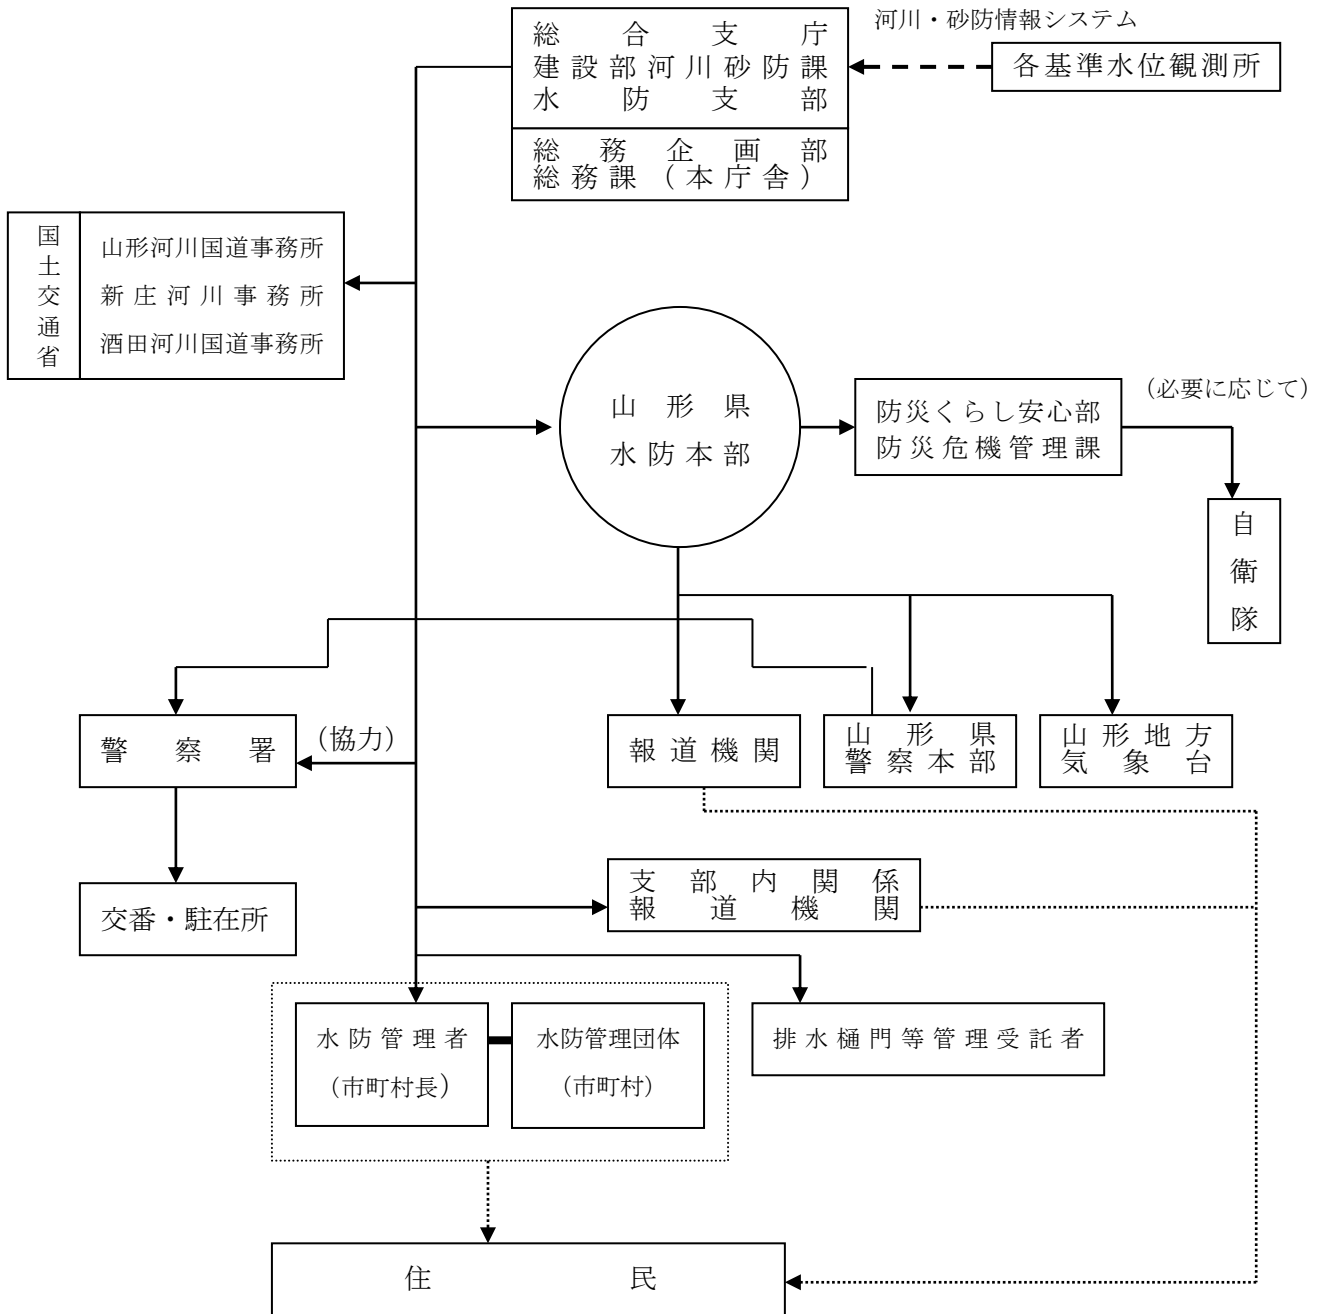 河川・砂防情報システム
総合支庁
建設部河川砂防課
水防支部
各基準水位観測所
総務企画部
総務課（本庁舎）
国土交通省
山形河川国道事務所
新庄河川事務所
酒田河川国道事務所
山形県
水防本部
防災くらし安心部
防災危機管理課
（必要に応じて）
自衛隊
警察署
（協力）
報道機関
山形県
警察本部
山形地方
気象台
交番・駐在所
支部内関係
報道機関
水防管理者
（市町村長）
水防管理団体
（市町村）
排水樋門等管理受託者
住民